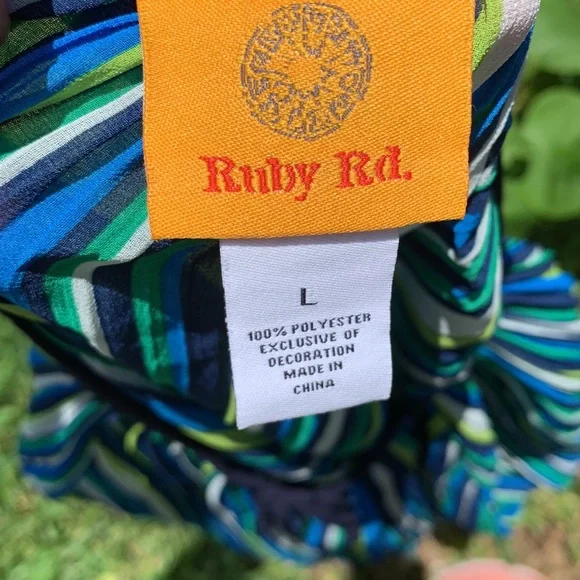 Ruby Rd.
L
100% POLYESTER
EXCLUSIVE OF
DECORATION
MADE IN
CHINA